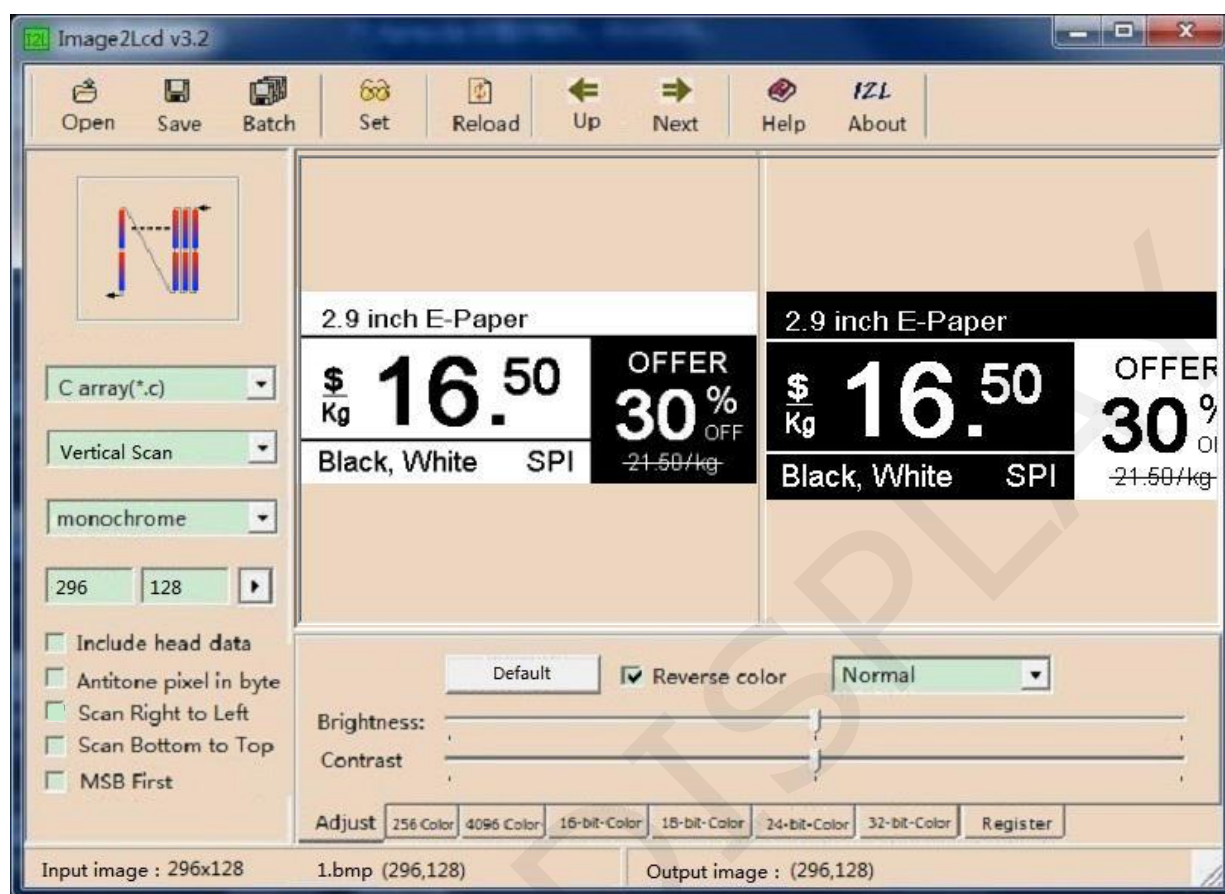 I2L Image2Lcd v3.2
Open Save Batch Set Reload Up Next Help IZL About
C array(*.c)
Vertical Scan
monochrome
296 128
Include head data
Antitone pixel in byte
Scan Right to Left
Scan Bottom to Top
MSB First
2.9 inch E-Paper
$ Kg 16.50
OFFER
30% OFF
Black, White SPI
21.50/kg
2.9 inch E-Paper
$ Kg 16.50
OFFER
30%
Black, White SPI
21.50/kg
Default Reverse color Normal
Brightness:
Contrast
Adjust 256 Color 4096 Color 16-bit-Color 18-bit-Color 24-bit-Color 32-bit-Color Register
Input image : 296x128 1.bmp (296,128) Output image : (296,128)
DISPLAY